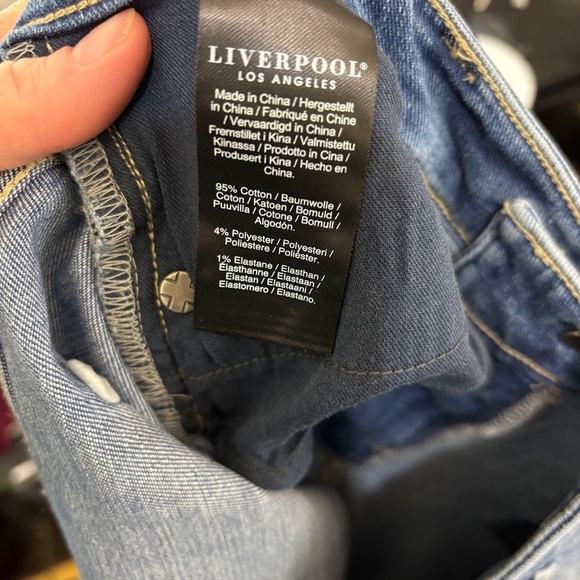 LIVERPOOL®
LOS ANGELES
Made in China / Hergestellt
in China / Fabriqué en Chine
/ Vervaardigd in China /
Fremstillet i Kina / Valmistettu
Kiinassa / Prodotto in Cina /
Produsert i Kina / Hecho en
China.
95% Cotton / Baumwolle /
Coton / Katoen / Bomuld /
Puuvilla / Cotone / Bomull /
Algodón.
4% Polyester / Polyesteri /
Poliestere / Poliéster.
1% Elastane / Elasthan /
Élasthanne / Elastaan /
Elastan / Elastaani /
Elastomero / Elastano.